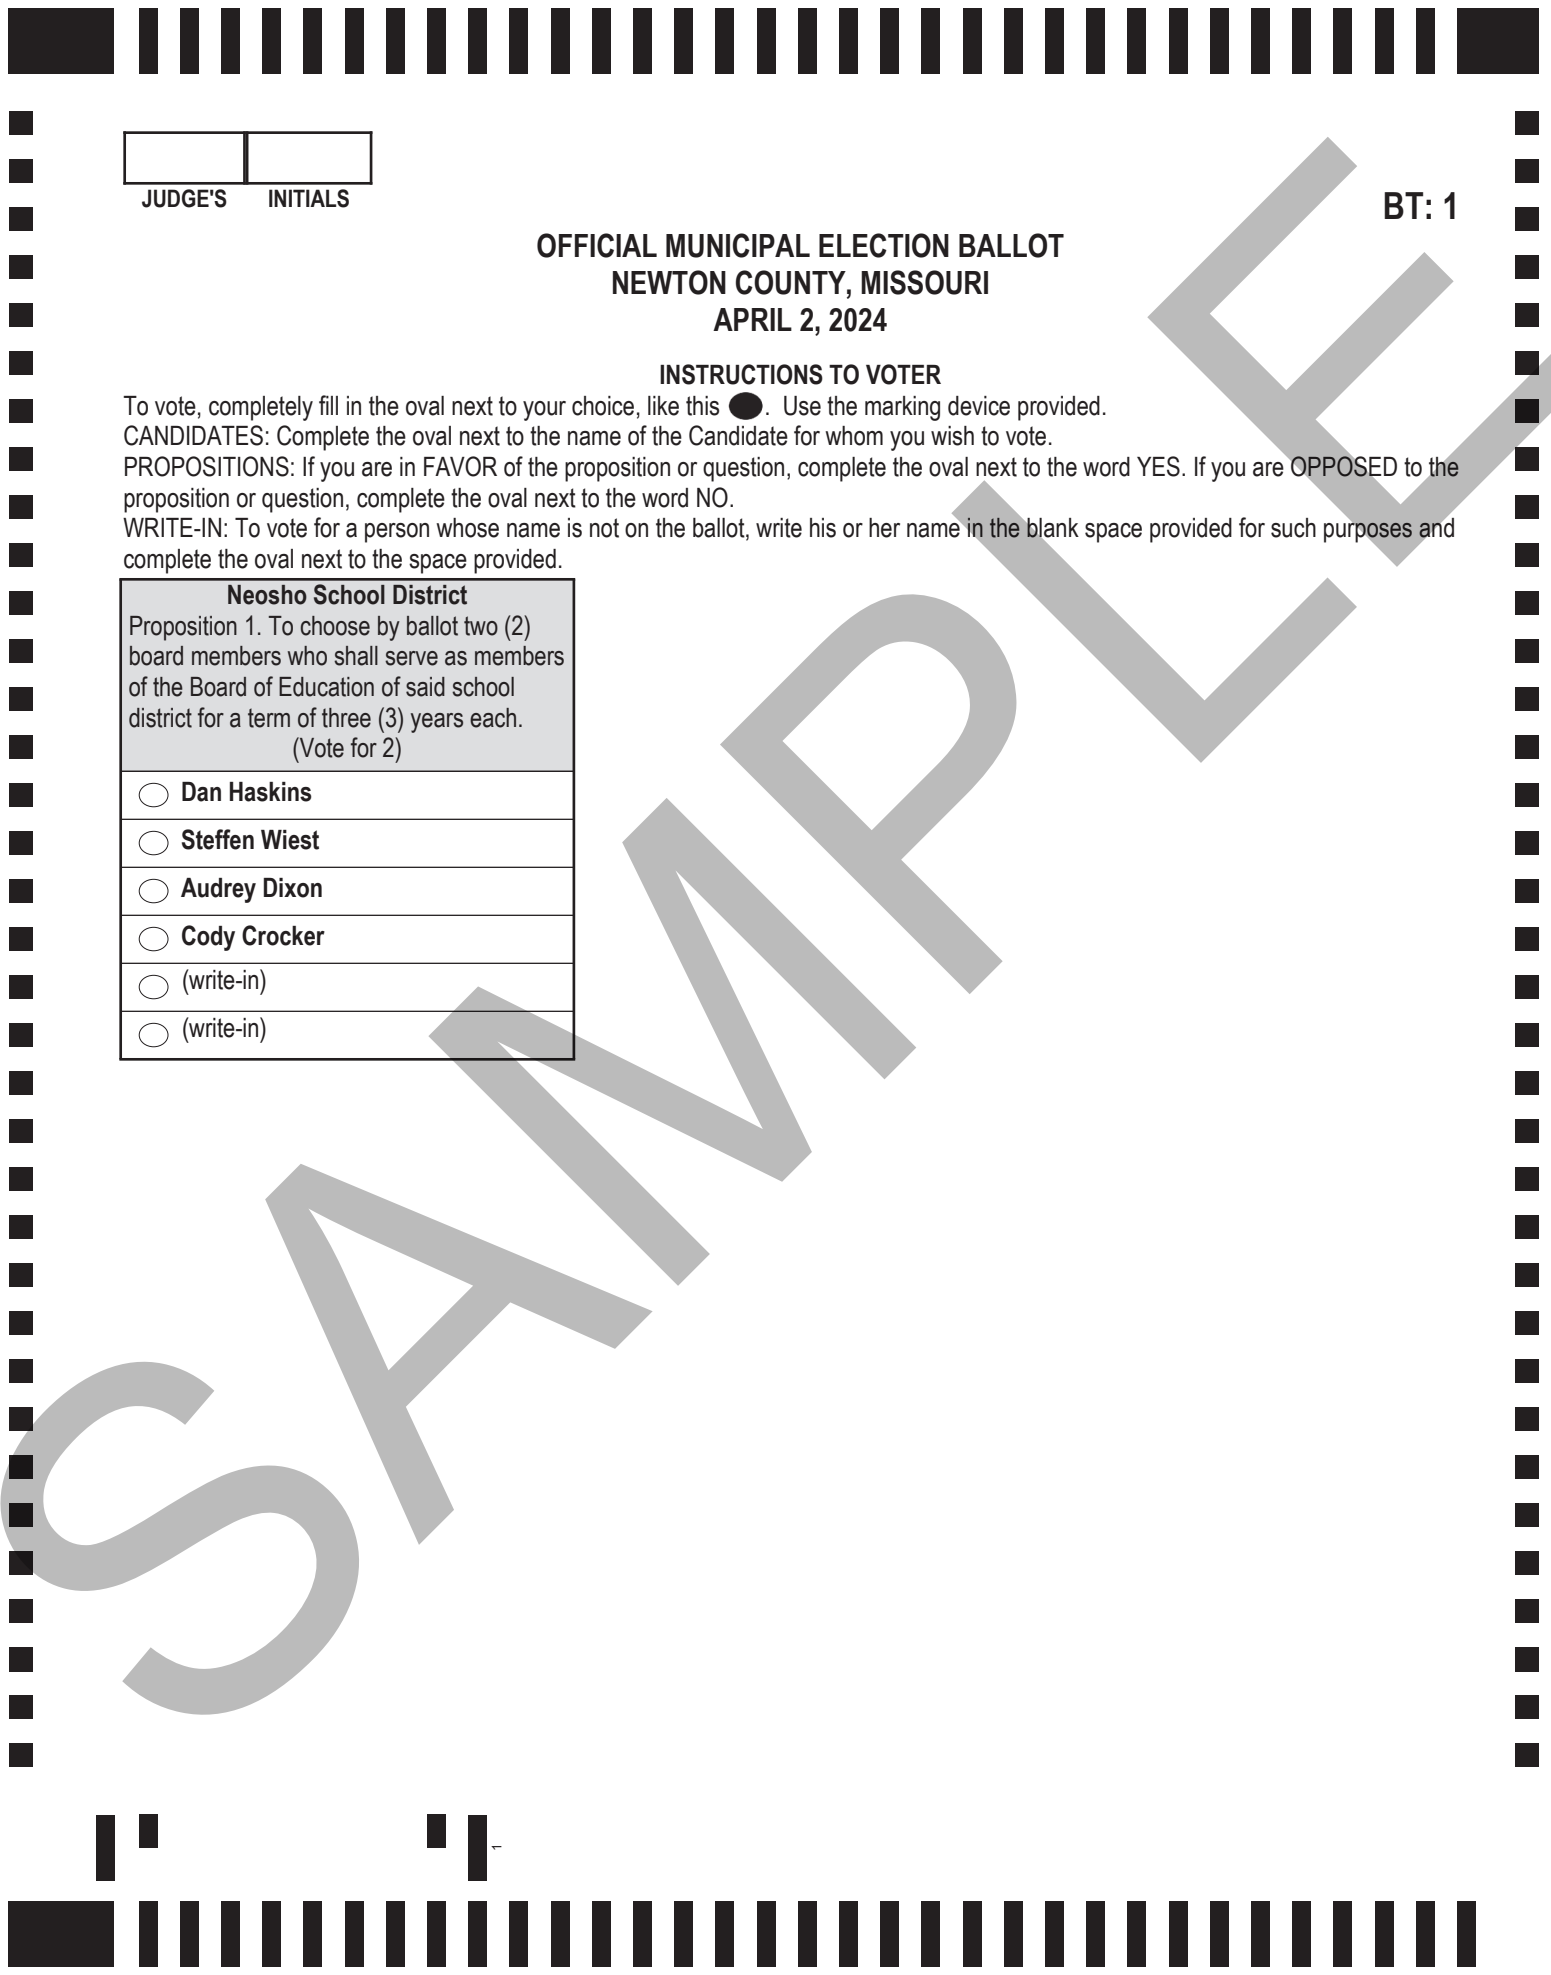 JUDGE'S INITIALS
BT: 1
OFFICIAL MUNICIPAL ELECTION BALLOT
NEWTON COUNTY, MISSOURI
APRIL 2, 2024
INSTRUCTIONS TO VOTER
To vote, completely fill in the oval next to your choice, like this . Use the marking device provided.
CANDIDATES: Complete the oval next to the name of the Candidate for whom you wish to vote.
PROPOSITIONS: If you are in FAVOR of the proposition or question, complete the oval next to the word YES. If you are OPPOSED to the
proposition or question, complete the oval next to the word NO.
WRITE-IN: To vote for a person whose name is not on the ballot, write his or her name in the blank space provided for such purposes and
complete the oval next to the space provided.
Neosho School District
Proposition 1. To choose by ballot two (2)
board members who shall serve as members
of the Board of Education of said school
district for a term of three (3) years each.
(Vote for 2)
Dan Haskins
Steffen Wiest
Audrey Dixon
Cody Crocker
(write-in)
(write-in)
SAMPLE
1